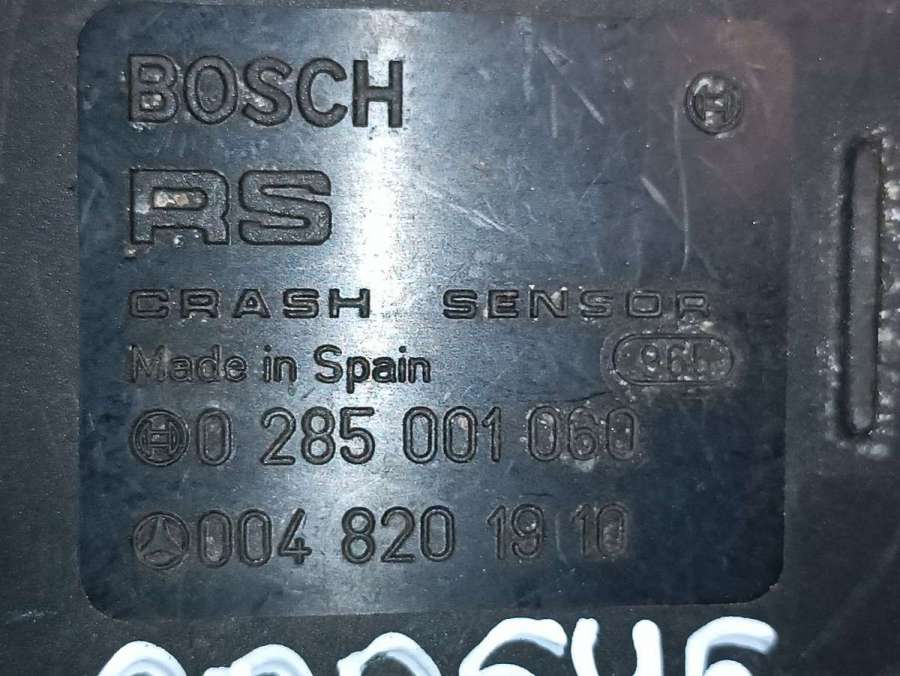 BOSCH
RS
CRASH SENSOR
Made in Spain
0 285 001 060
004 820 19 10